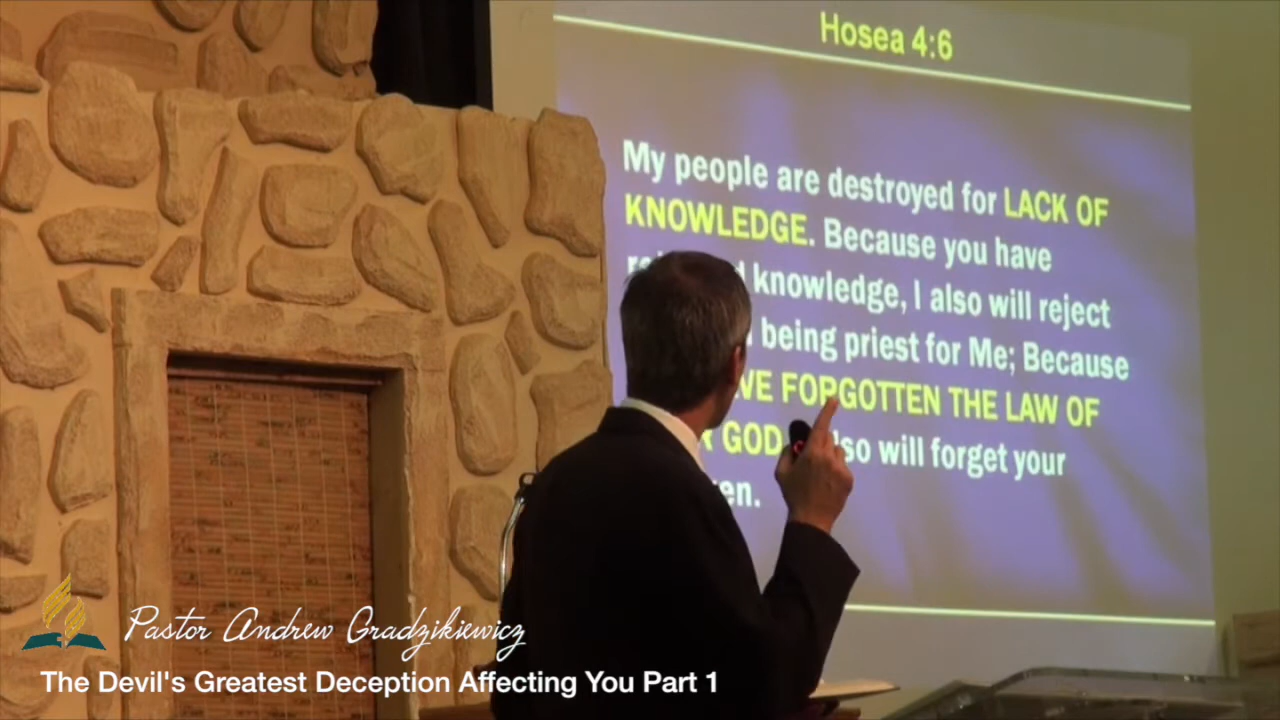 Hosea 4:6
My people are destroyed for LACK OF
KNOWLEDGE. Because you have
knowledge, I also will reject
being priest for Me; Because
FORGOTTEN THE LAW OF
GOD
also will forget your
Pastor Andrew Gradzikiewicz
The Devil's Greatest Deception Affecting You Part 1